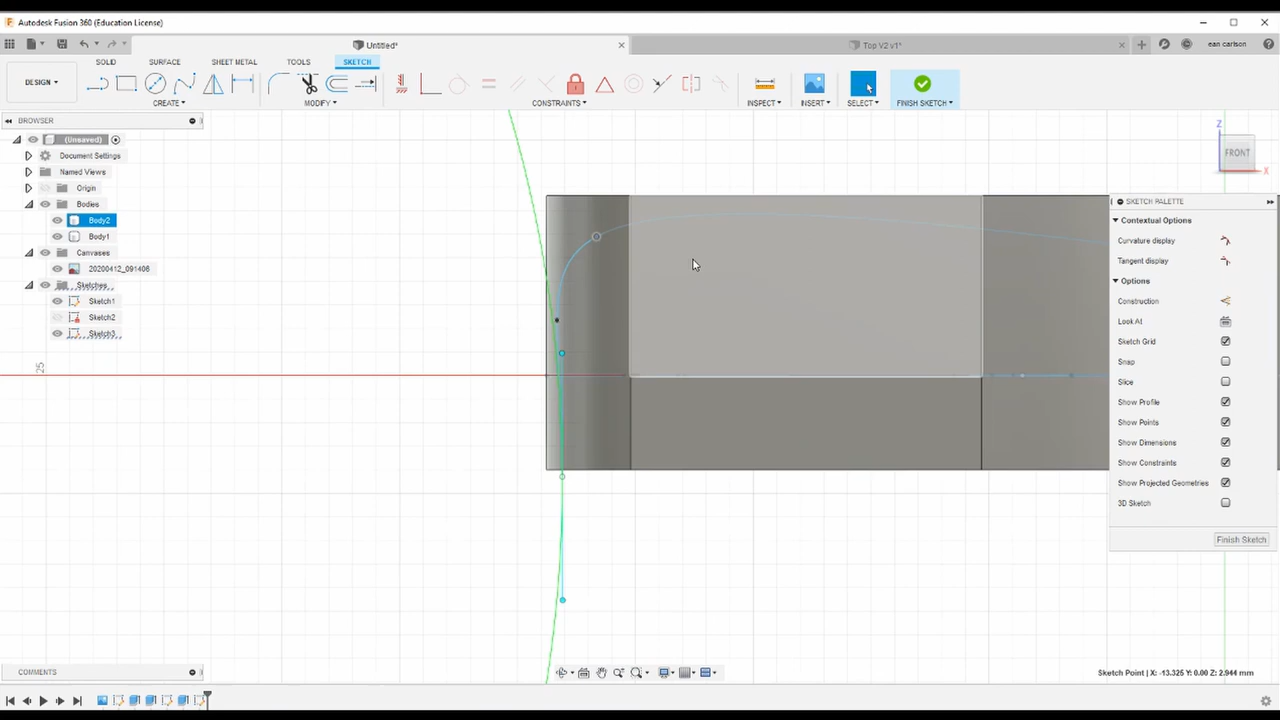 Autodesk Fusion 360 (Education License)
Untitled*
Top V2 v1*
ean carlson
DESIGN
SOLID
SURFACE
SHEET METAL
TOOLS
SKETCH
CREATE
MODIFY
CONSTRAINTS
INSPECT
INSERT
SELECT
FINISH SKETCH
BROWSER
(Unsaved)
Document Settings
Named Views
Origin
Bodies
Body2
Body1
Canvases
20200412_091406
Sketches
Sketch1
Sketch2
Sketch3
25
Z
FRONT
X
SKETCH PALETTE
Contextual Options
Curvature display
Tangent display
Options
Construction
Look At
Sketch Grid
Snap
Slice
Show Profile
Show Points
Show Dimensions
Show Constraints
Show Projected Geometries
3D Sketch
Finish Sketch
COMMENTS
Sketch Point | X: -13.325 Y: 0.00 Z: 2.944 mm